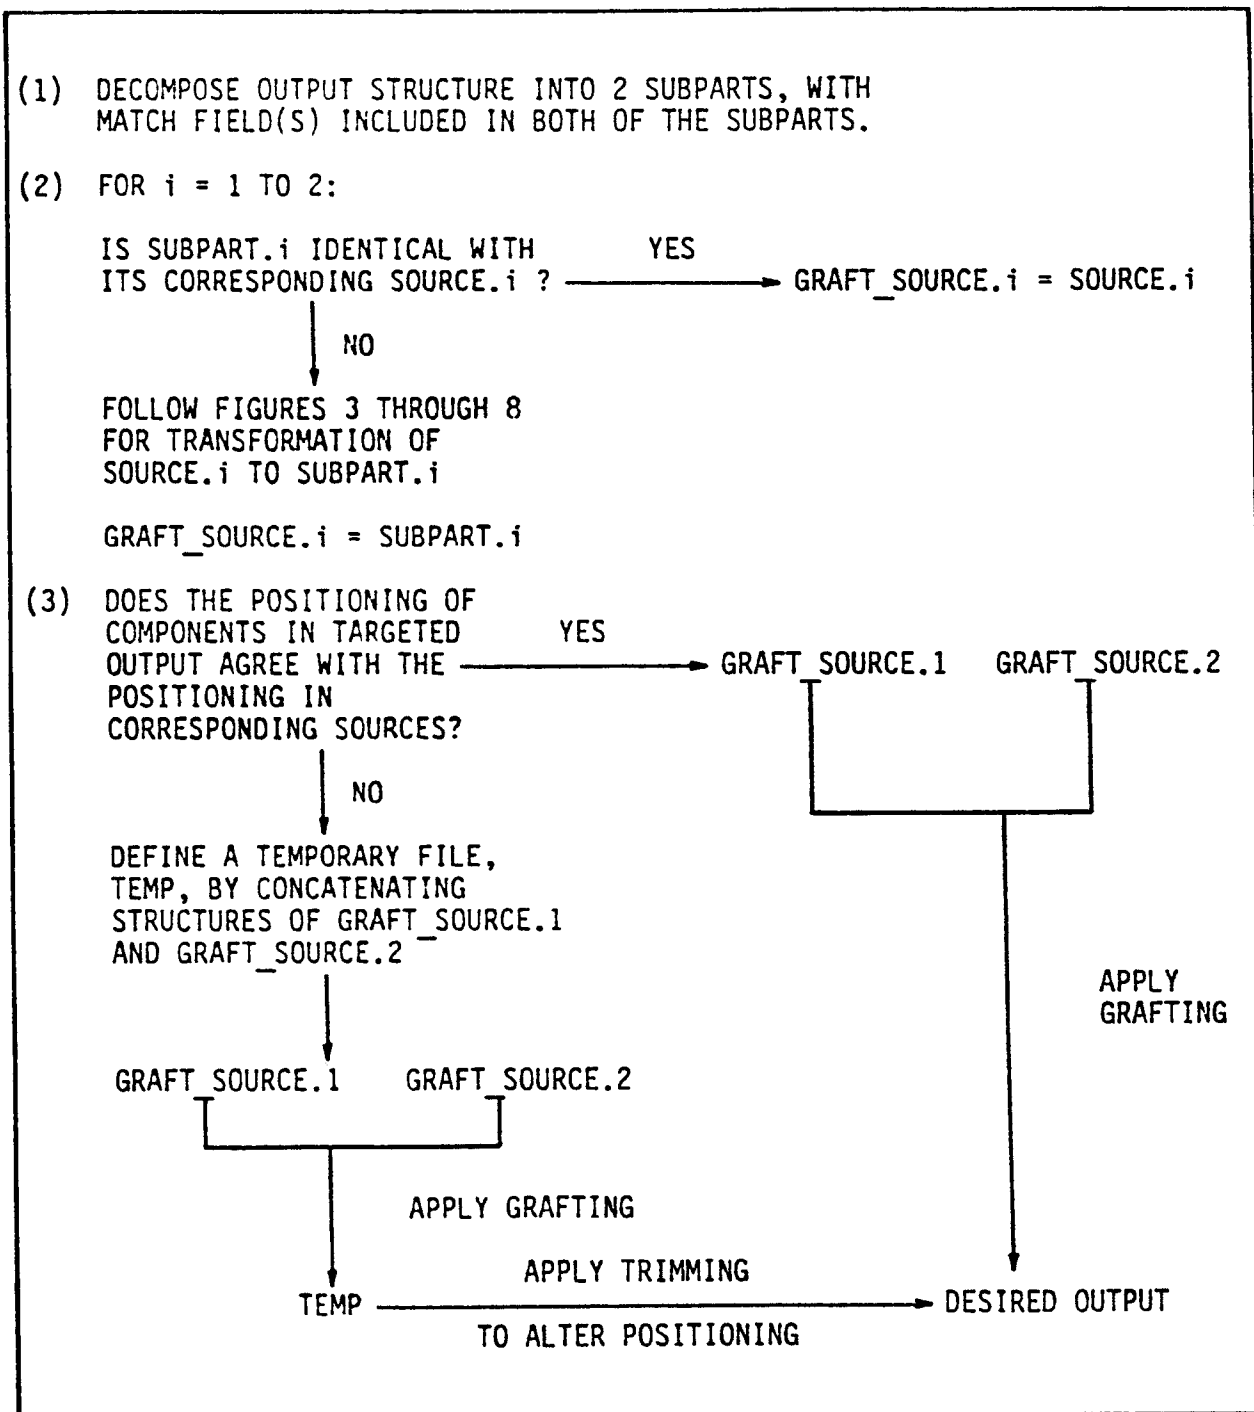 (1) DECOMPOSE OUTPUT STRUCTURE INTO 2 SUBPARTS, WITH
MATCH FIELD(S) INCLUDED IN BOTH OF THE SUBPARTS.
(2) FOR i = 1 TO 2:
IS SUBPART.i IDENTICAL WITH
ITS CORRESPONDING SOURCE.i ?
YES
GRAFT_SOURCE.i = SOURCE.i
NO
FOLLOW FIGURES 3 THROUGH 8
FOR TRANSFORMATION OF
SOURCE.i TO SUBPART.i
GRAFT_SOURCE.i = SUBPART.i
(3) DOES THE POSITIONING OF
COMPONENTS IN TARGETED
OUTPUT AGREE WITH THE
POSITIONING IN
CORRESPONDING SOURCES?
YES
GRAFT_SOURCE.1 GRAFT_SOURCE.2
NO
DEFINE A TEMPORARY FILE,
TEMP, BY CONCATENATING
STRUCTURES OF GRAFT_SOURCE.1
AND GRAFT_SOURCE.2
APPLY
GRAFTING
GRAFT_SOURCE.1 GRAFT_SOURCE.2
APPLY GRAFTING
APPLY TRIMMING
TEMP
DESIRED OUTPUT
TO ALTER POSITIONING